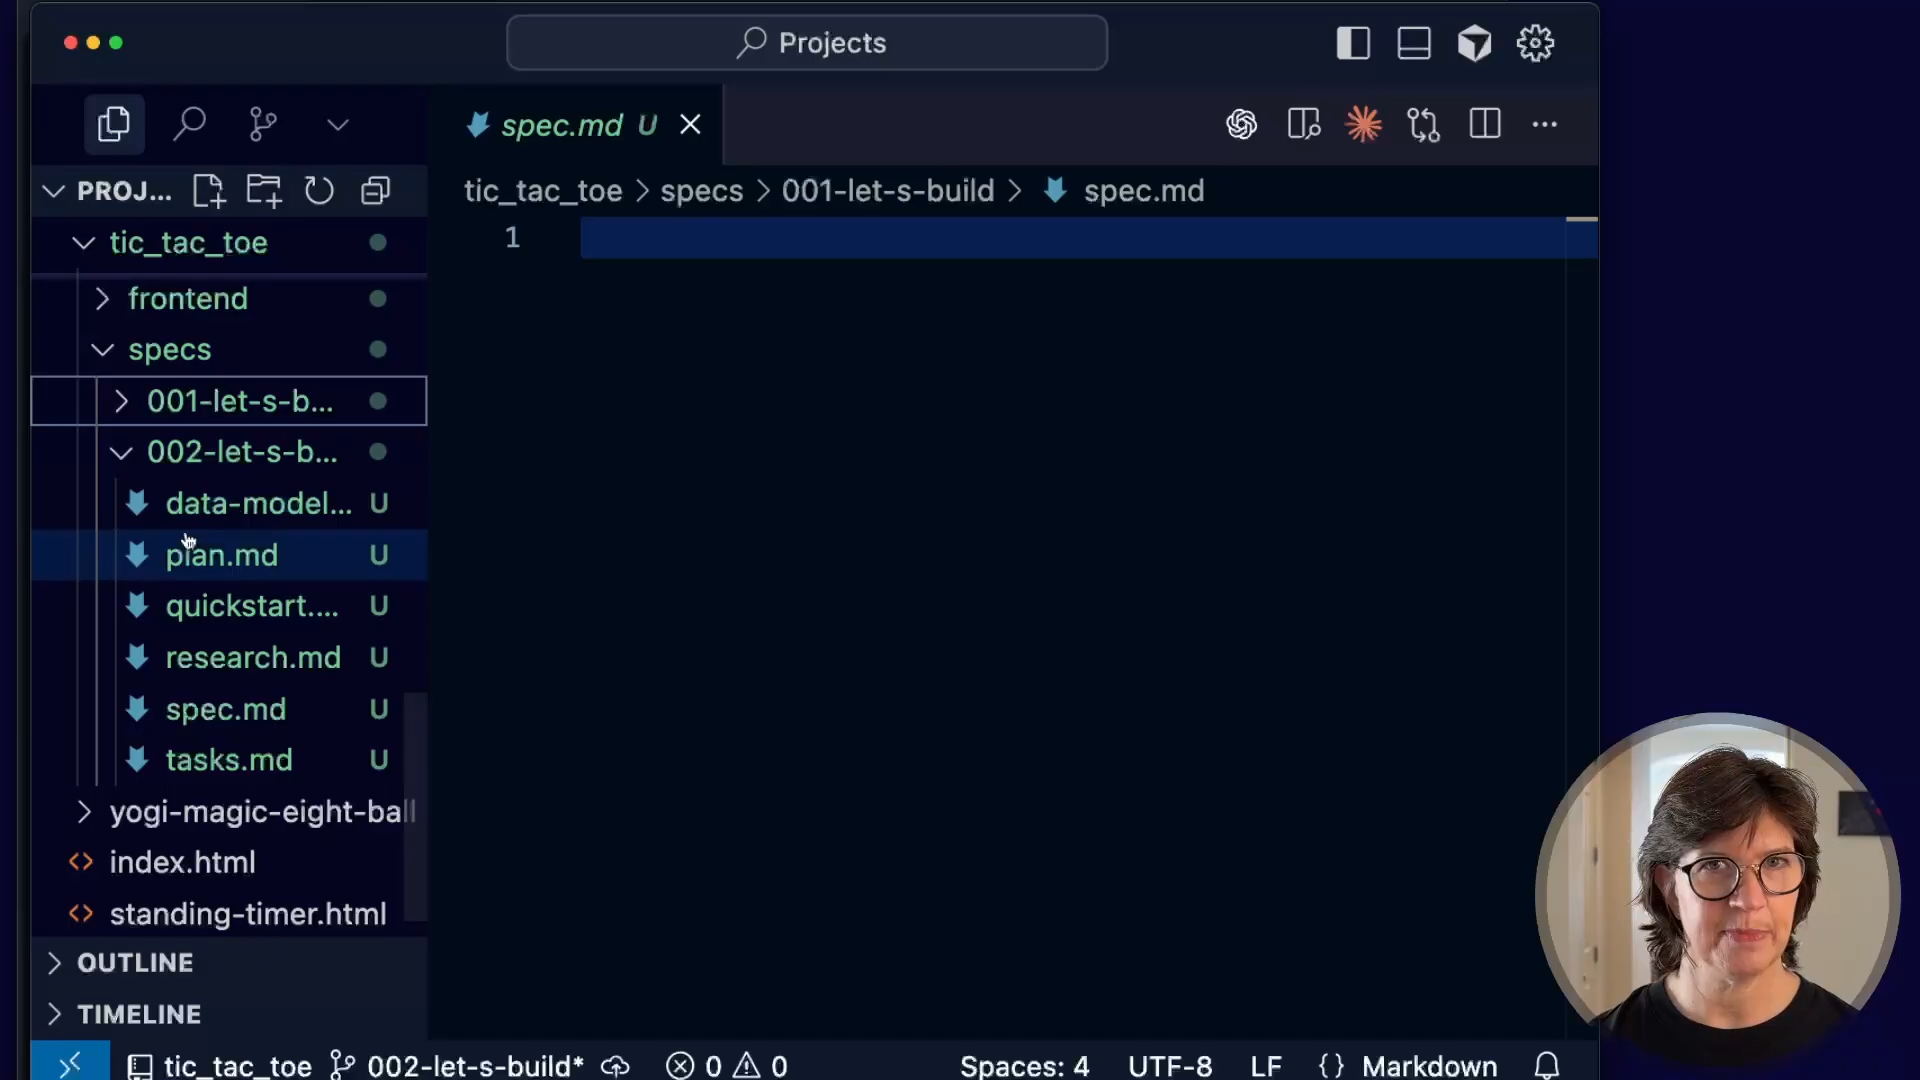 Projects
spec.md U
PROJ...
tic_tac_toe > specs > 001-let-s-build > spec.md
1
tic_tac_toe
frontend
specs
001-let-s-b...
002-let-s-b...
data-model... U
plan.md U
quickstart.... U
research.md U
spec.md U
tasks.md U
yogi-magic-eight-ball
index.html
standing-timer.html
OUTLINE
TIMELINE
tic_tac_toe 002-let-s-build* 0 0 Spaces: 4 UTF-8 LF {} Markdown